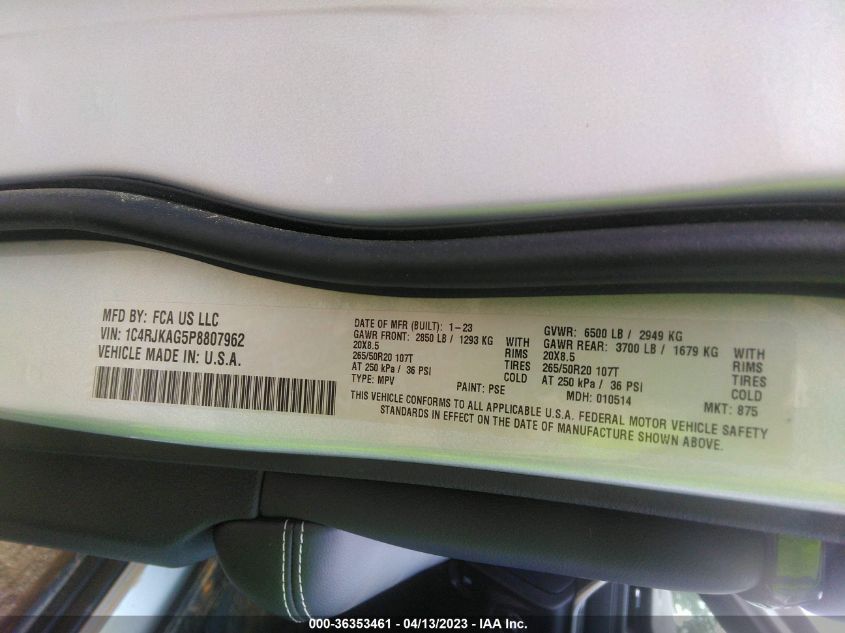 MFD BY: FCA US LLC
VIN: 1C4RJKAG5P8807962
VEHICLE MADE IN: U.S.A.
DATE OF MFR (BUILT): 1-23
GAWR FRONT: 2850 LB / 1293 KG WITH
20X8.5 RIMS
265/50R20 107T TIRES
AT 250 kPa / 36 PSI COLD
TYPE: MPV PAINT: PSE
GVWR: 6500 LB / 2949 KG
GAWR REAR: 3700 LB / 1679 KG WITH
20X8.5 RIMS
265/50R20 107T TIRES
AT 250 kPa / 36 PSI COLD
MDH: 010514 MKT: 875
THIS VEHICLE CONFORMS TO ALL APPLICABLE U.S.A. FEDERAL MOTOR VEHICLE SAFETY
STANDARDS IN EFFECT ON THE DATE OF MANUFACTURE SHOWN ABOVE.
000-36353461 - 04/13/2023 - IAA Inc.